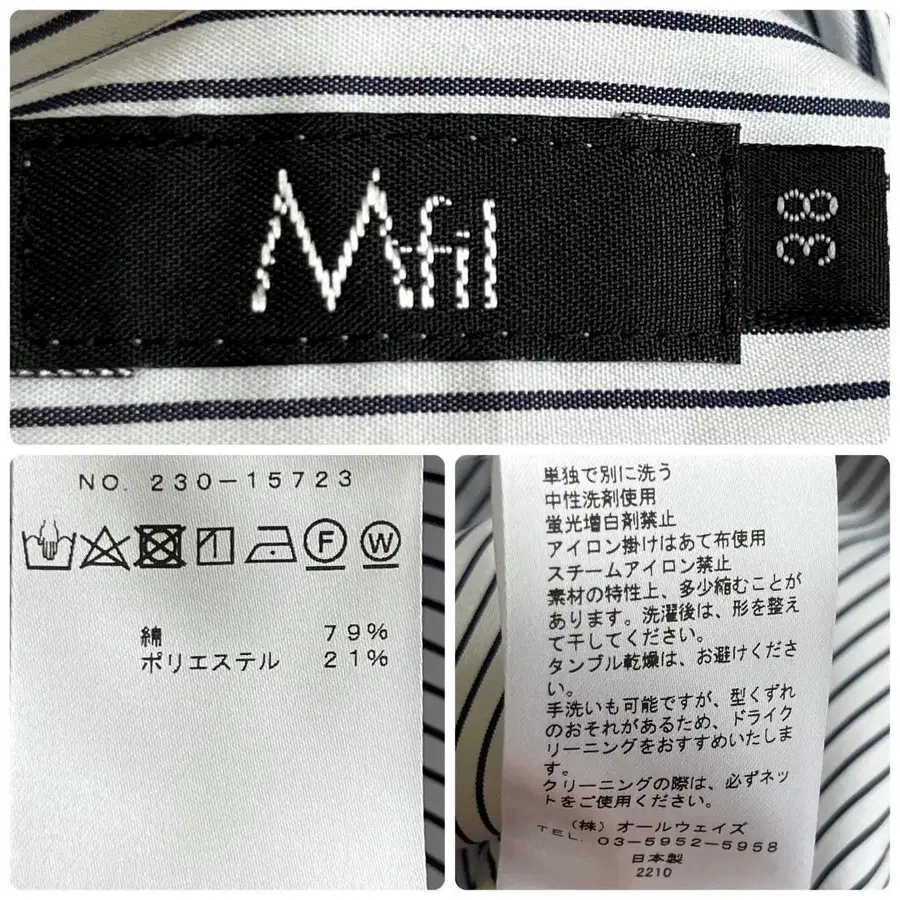 Mfil
38
NO. 230-15723
F
W
綿 79%
ポリエステル 21%
単独で別に洗う
中性洗剤使用
蛍光増白剤禁止
アイロン掛けはあて布使用
スチームアイロン禁止
素材の特性上、多少縮むことが
あります。洗濯後は、形を整え
て干してください。
タンブル乾燥は、お避けくださ
い。
手洗いも可能ですが、型くずれ
のおそれがあるため、ドライク
リーニングをおすすめいたしま
す。
クリーニングの際は、必ずネッ
トをご使用ください。
(株) オールウェイズ
TEL. 03-5952-5958
日本製
2210